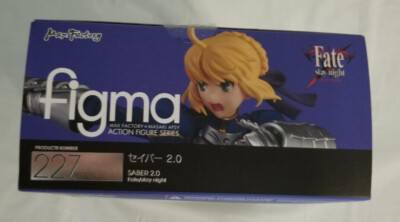 Max Factory
Fate
stay night
figma
MAX FACTORY×MASAKI APSY
ACTION FIGURE SERIES
PRODUCTS NUMBER
227
セイバー 2.0
SABER 2.0
Fate/stay night